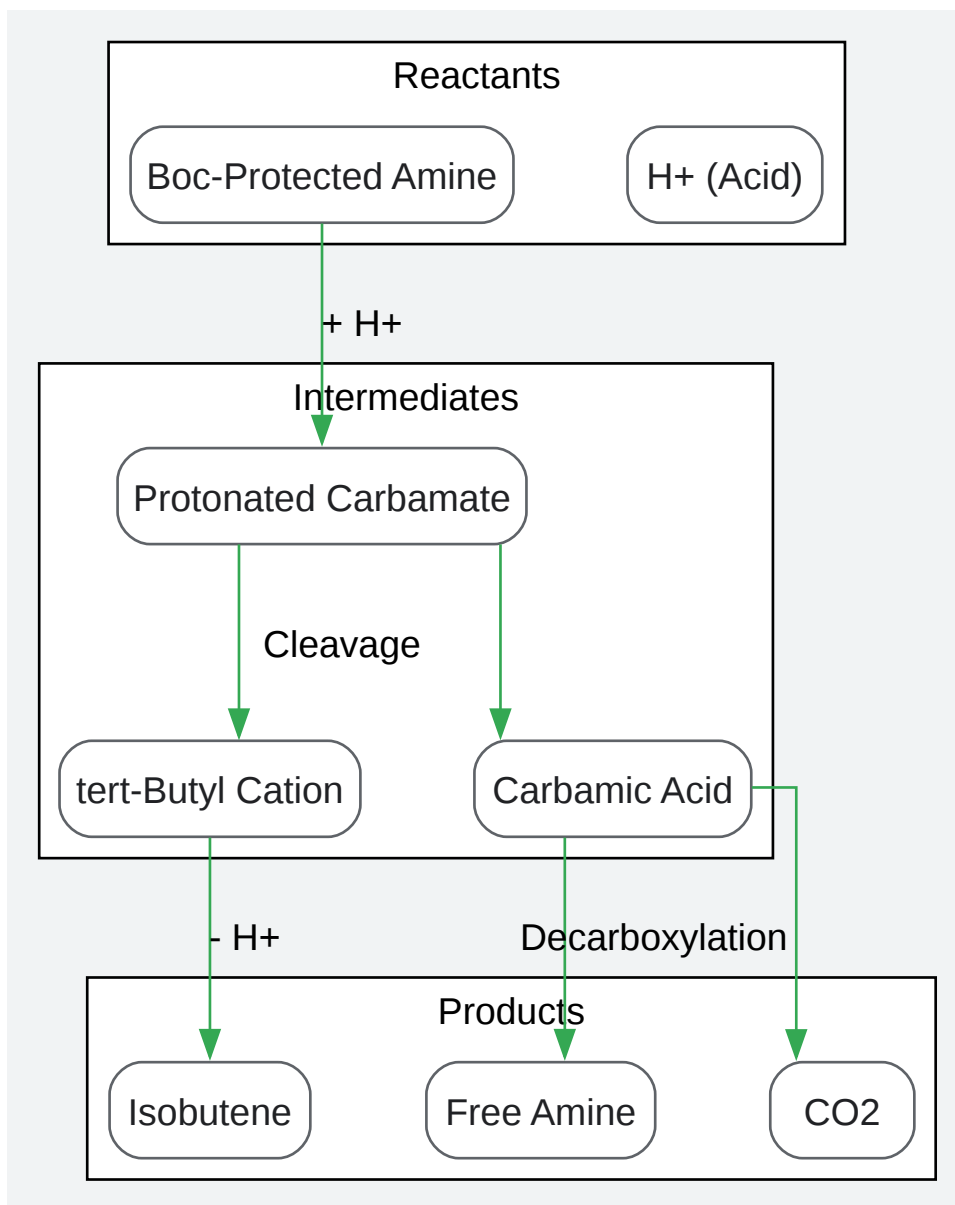 Reactants
Boc-Protected Amine
H+ (Acid)
+ H+
Intermediates
Protonated Carbamate
Cleavage
tert-Butyl Cation
Carbamic Acid
- H+
Decarboxylation
Products
Isobutene
Free Amine
CO2